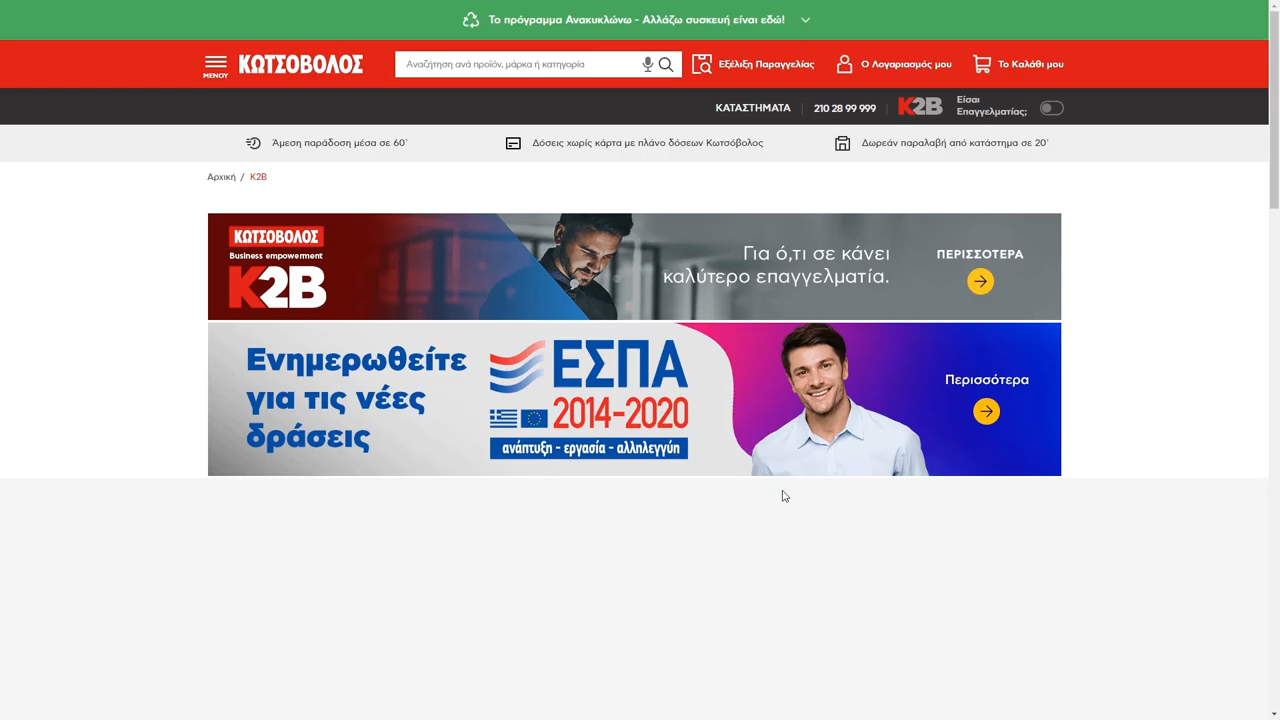 Το πρόγραμμα Ανακυκλώνω - Αλλάζω συσκευή είναι εδώ!
ΜΕΝΟΥ
ΚΩΤΣΟΒΟΛΟΣ
Αναζήτηση ανά προϊόν, μάρκα ή κατηγορία
Εξέλιξη Παραγγελίας
Ο Λογαριασμός μου
Το Καλάθι μου
ΚΑΤΑΣΤΗΜΑΤΑ
210 28 99 999
K2B
Είσαι
Επαγγελματίας;
Άμεση παράδοση μέσα σε 60'
Δόσεις χωρίς κάρτα με πλάνο δόσεων Κωτσόβολος
Δωρεάν παραλαβή από κατάστημα σε 20'
Αρχική / K2B
ΚΩΤΣΟΒΟΛΟΣ
Business empowerment
K2B
Για ό,τι σε κάνει
καλύτερο επαγγελματία.
ΠΕΡΙΣΣΟΤΕΡΑ
Ενημερωθείτε
για τις νέες
δράσεις
ΕΣΠΑ
2014-2020
ανάπτυξη - εργασία - αλληλεγγύη
Περισσότερα